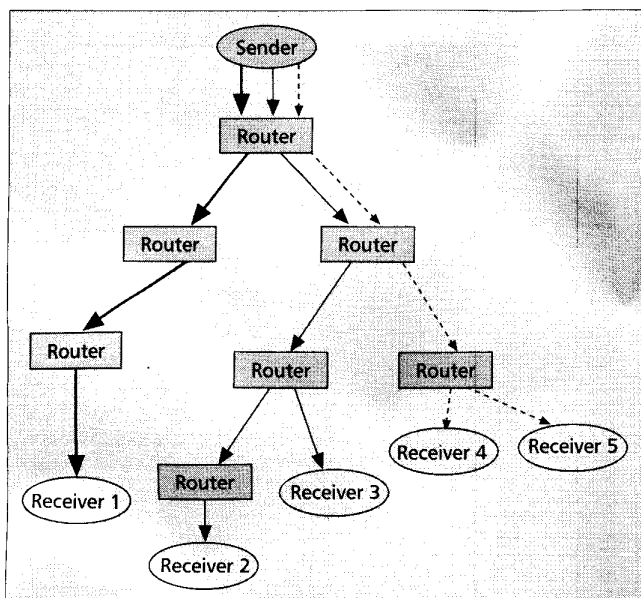 Sender
Router
Router
Router
Router
Router
Router
Receiver 4
Receiver 5
Router
Receiver 3
Receiver 1
Receiver 2